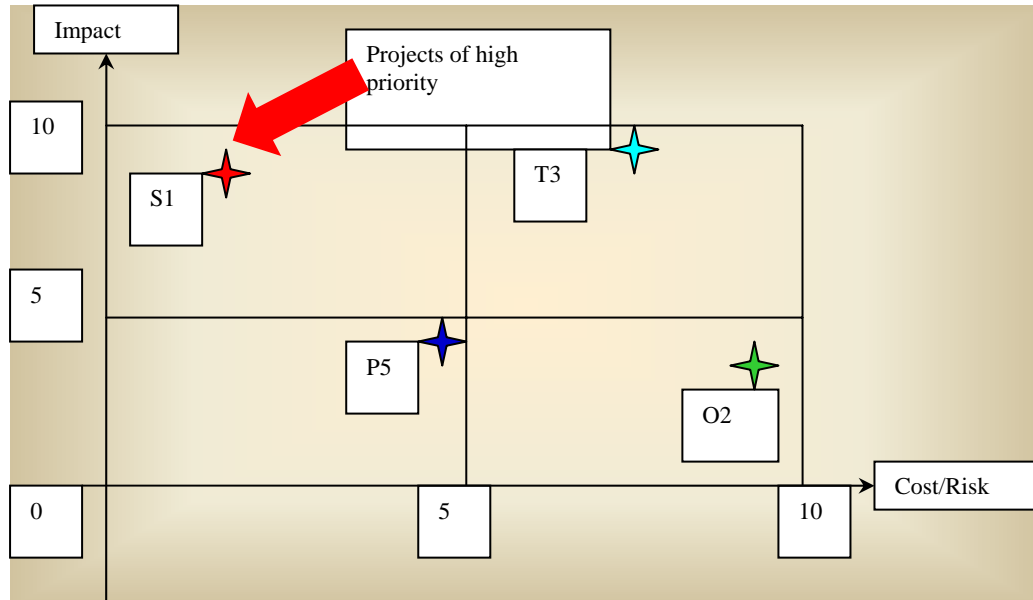 Impact
Projects of high
priority
10
T3
S1
5
P5
O2
Cost/Risk
0
5
10